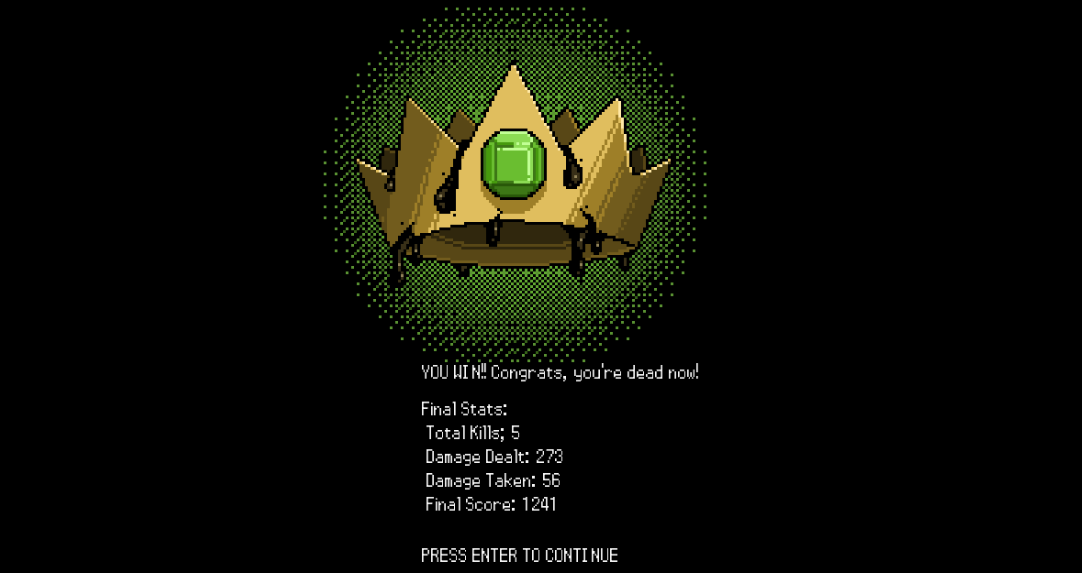 YOU WIN!! Congrats, you're dead now!
Final Stats:
Total Kills; 5
Damage Dealt: 273
Damage Taken: 56
Final Score: 1241
PRESS ENTER TO CONTINUE